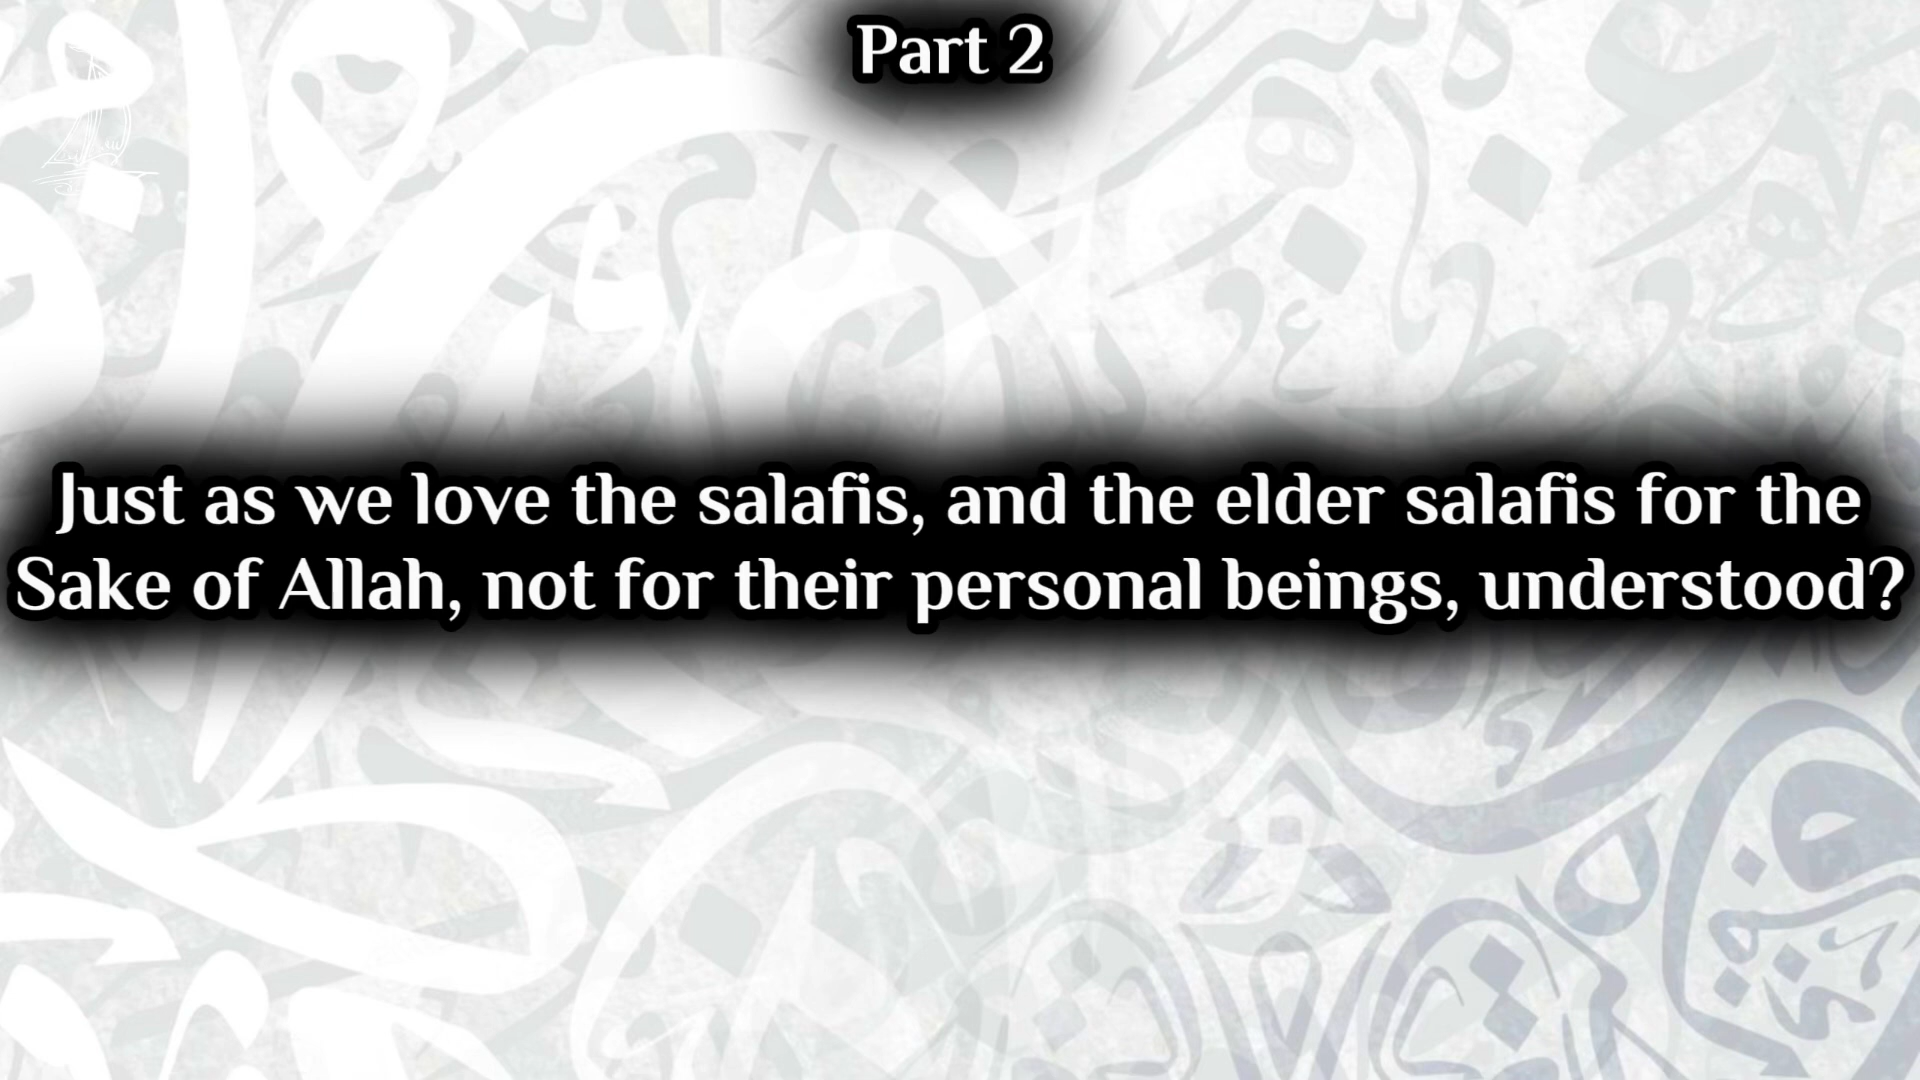 Part 2
Just as we love the salafis, and the elder salafis for the
Sake of Allah, not for their personal beings, understood?